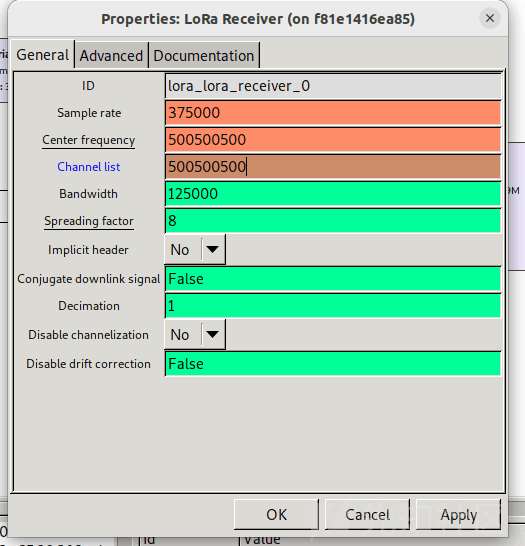 Properties: LoRa Receiver (on f81e1416ea85)
General Advanced Documentation
ID lora_lora_receiver_0
Sample rate 375000
Center frequency 500500500
Channel list 500500500
Bandwidth 125000
Spreading factor 8
Implicit header No
Conjugate downlink signal False
Decimation 1
Disable channelization No
Disable drift correction False
9M
OK Cancel Apply
Id Value